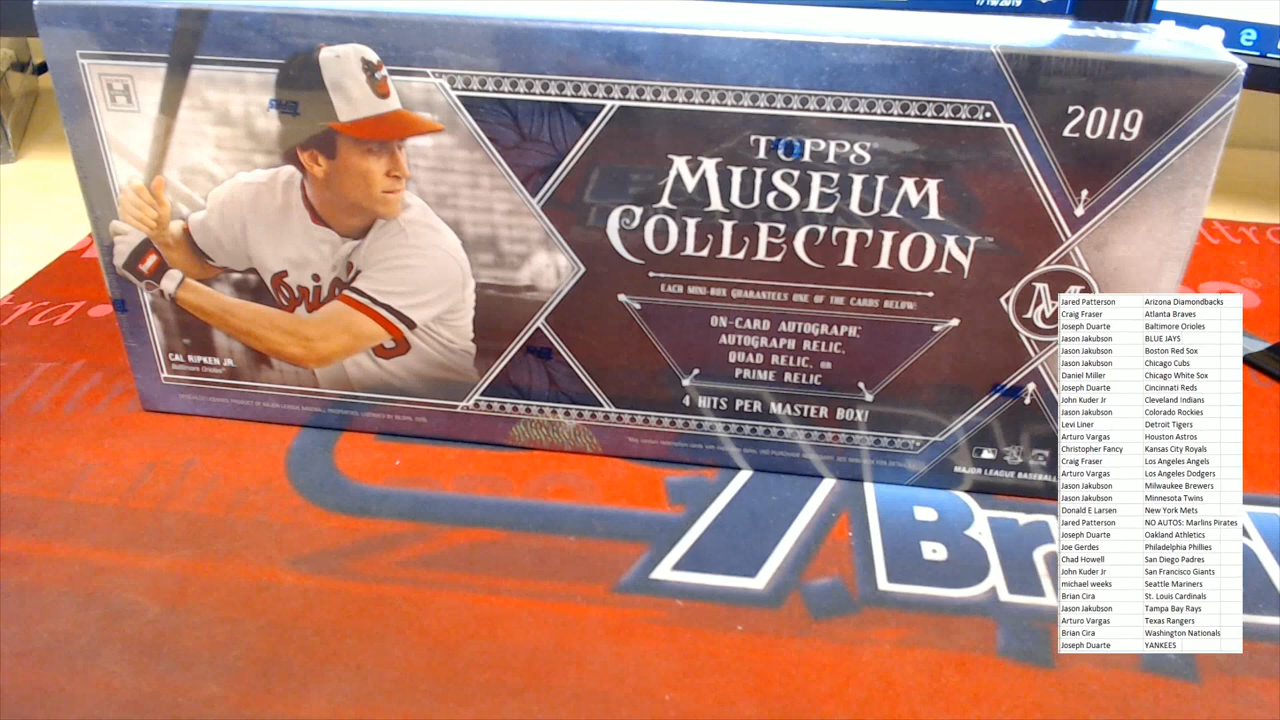 7/19/2019
H
2019
TOPPS
MUSEUM
COLLECTION™
EACH MINI-BOX GUARANTEES ONE OF THE CARDS BELOW:
ON-CARD AUTOGRAPH,
AUTOGRAPH RELIC,
QUAD RELIC, OR
PRIME RELIC
4 HITS PER MASTER BOX!
CAL RIPKEN JR.
Baltimore Orioles®
MC
MAJOR LEAGUE BASEBALL
Br
Jared Patterson Arizona Diamondbacks
Craig Fraser Atlanta Braves
Joseph Duarte Baltimore Orioles
Jason Jakubson BLUE JAYS
Jason Jakubson Boston Red Sox
Jason Jakubson Chicago Cubs
Daniel Miller Chicago White Sox
Joseph Duarte Cincinnati Reds
John Kuder Jr Cleveland Indians
Jason Jakubson Colorado Rockies
Levi Liner Detroit Tigers
Arturo Vargas Houston Astros
Christopher Fancy Kansas City Royals
Craig Fraser Los Angeles Angels
Arturo Vargas Los Angeles Dodgers
Jason Jakubson Milwaukee Brewers
Jason Jakubson Minnesota Twins
Donald E Larsen New York Mets
Jared Patterson NO AUTOS: Marlins Pirates
Joseph Duarte Oakland Athletics
Joe Gerdes Philadelphia Phillies
Chad Howell San Diego Padres
John Kuder Jr San Francisco Giants
michael weeks Seattle Mariners
Brian Cira St. Louis Cardinals
Jason Jakubson Tampa Bay Rays
Arturo Vargas Texas Rangers
Brian Cira Washington Nationals
Joseph Duarte YANKEES